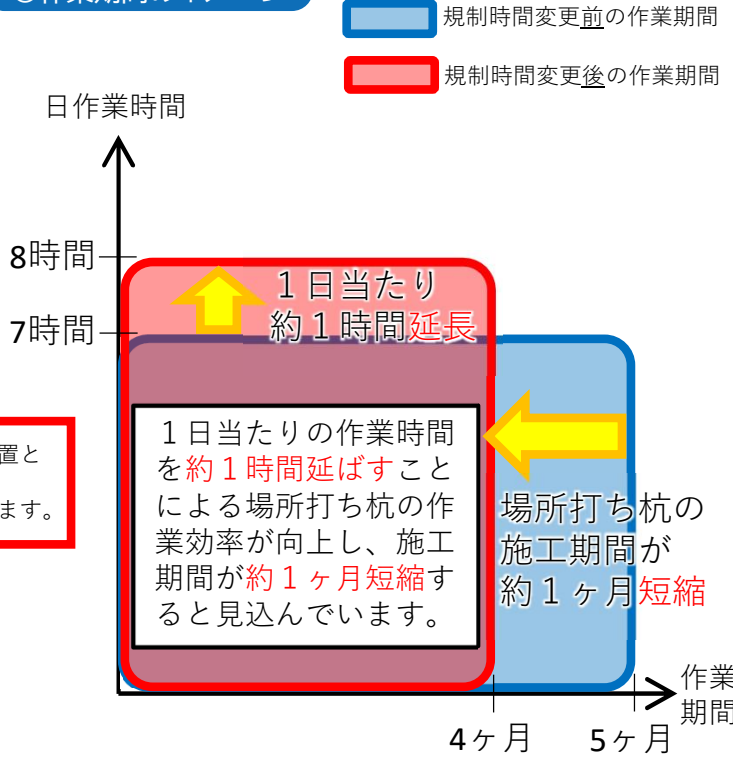 規制時間変更前の作業期間
規制時間変更後の作業期間
日作業時間
8時間
7時間
1日当たり
約1時間延長
置と
ます。
1日当たりの作業時間
を約1時間延ばすこと
による場所打ち杭の作
業効率が向上し、施工
期間が約1ヶ月短縮す
ると見込んでいます。
場所打ち杭の
施工期間が
約1ヶ月短縮
作業
期間
4ヶ月
5ヶ月